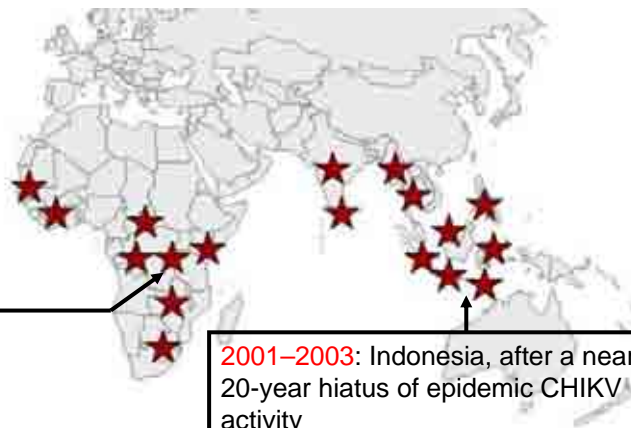 2001–2003: Indonesia, after a near
20-year hiatus of epidemic CHIKV
activity